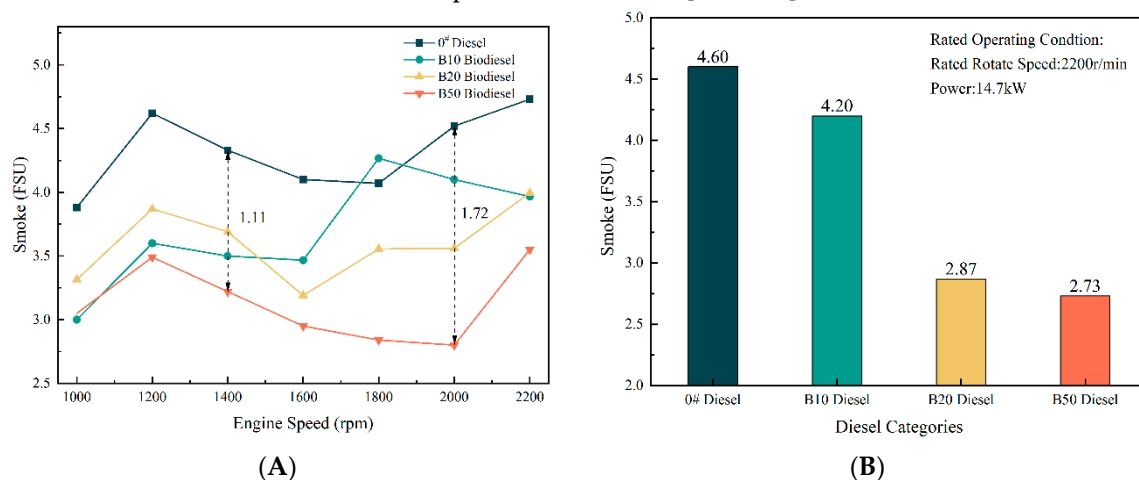 0# Diesel
B10 Biodiesel
B20 Biodiesel
B50 Biodiesel
5.0
4.5
4.0
3.5
3.0
2.5
Smoke (FSU)
1.11
1.72
1000 1200 1400 1600 1800 2000 2200
Engine Speed (rpm)
(A)
5.0
4.5
4.0
3.5
3.0
2.5
2.0
Smoke (FSU)
Rated Operating Condtion:
Rated Rotate Speed:2200r/min
Power:14.7kW
4.60
4.20
2.87
2.73
0# Diesel B10 Diesel B20 Diesel B50 Diesel
Diesel Categories
(B)